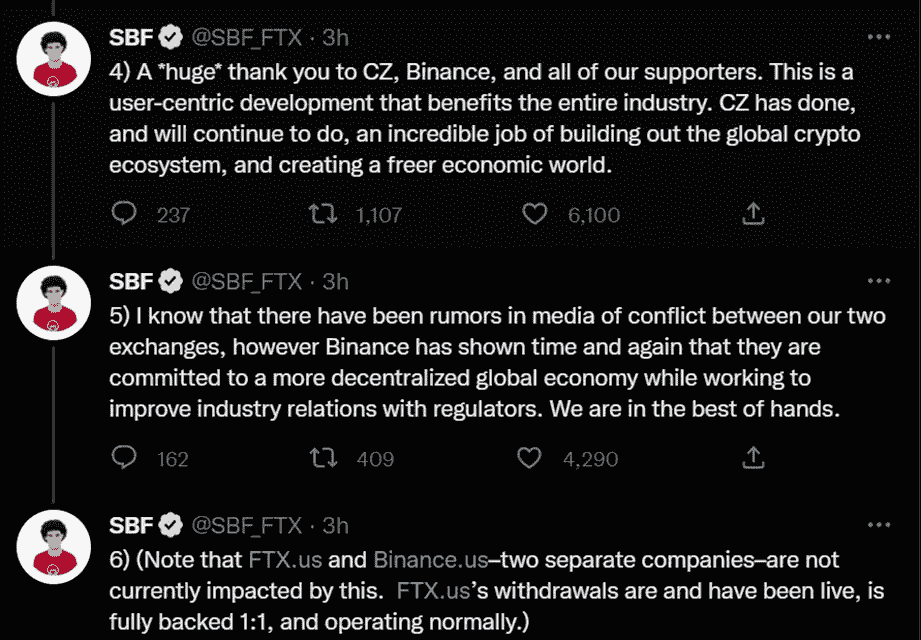 SBF @SBF_FTX · 3h
4) A *huge* thank you to CZ, Binance, and all of our supporters. This is a
user-centric development that benefits the entire industry. CZ has done,
and will continue to do, an incredible job of building out the global crypto
ecosystem, and creating a freer economic world.
237 1,107 6,100
SBF @SBF_FTX · 3h
5) I know that there have been rumors in media of conflict between our two
exchanges, however Binance has shown time and again that they are
committed to a more decentralized global economy while working to
improve industry relations with regulators. We are in the best of hands.
162 409 4,290
SBF @SBF_FTX · 3h
6) (Note that FTX.us and Binance.us–two separate companies–are not
currently impacted by this.  FTX.us's withdrawals are and have been live, is
fully backed 1:1, and operating normally.)